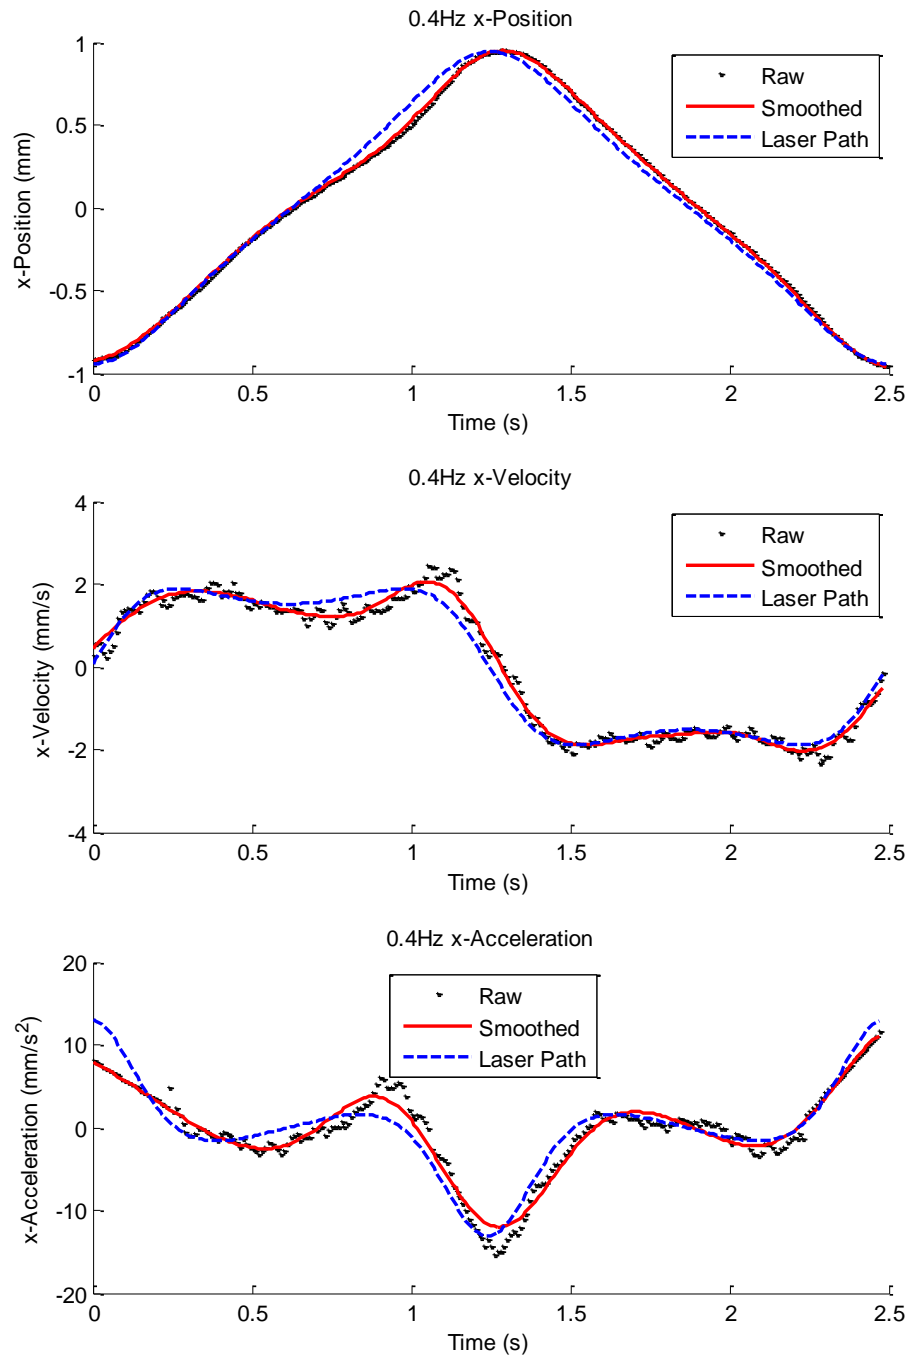 0.4Hz x-Position
1
0.5
0
-0.5
-1
x-Position (mm)
Raw
Smoothed
Laser Path
0 0.5 1 1.5 2 2.5
Time (s)
0.4Hz x-Velocity
4
2
0
-2
-4
x-Velocity (mm/s)
Raw
Smoothed
Laser Path
0 0.5 1 1.5 2 2.5
Time (s)
0.4Hz x-Acceleration
20
10
0
-10
-20
x-Acceleration (mm/s²)
Raw
Smoothed
Laser Path
0 0.5 1 1.5 2 2.5
Time (s)